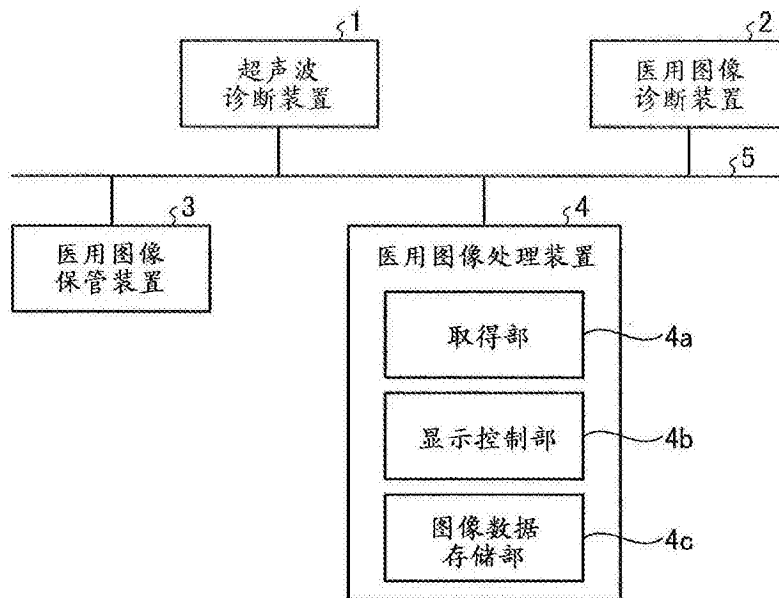 1
超声波
诊断装置
2
医用图像
诊断装置
5
3
医用图像
保管装置
4
医用图像处理装置
取得部
4a
显示控制部
4b
图像数据
存储部
4c